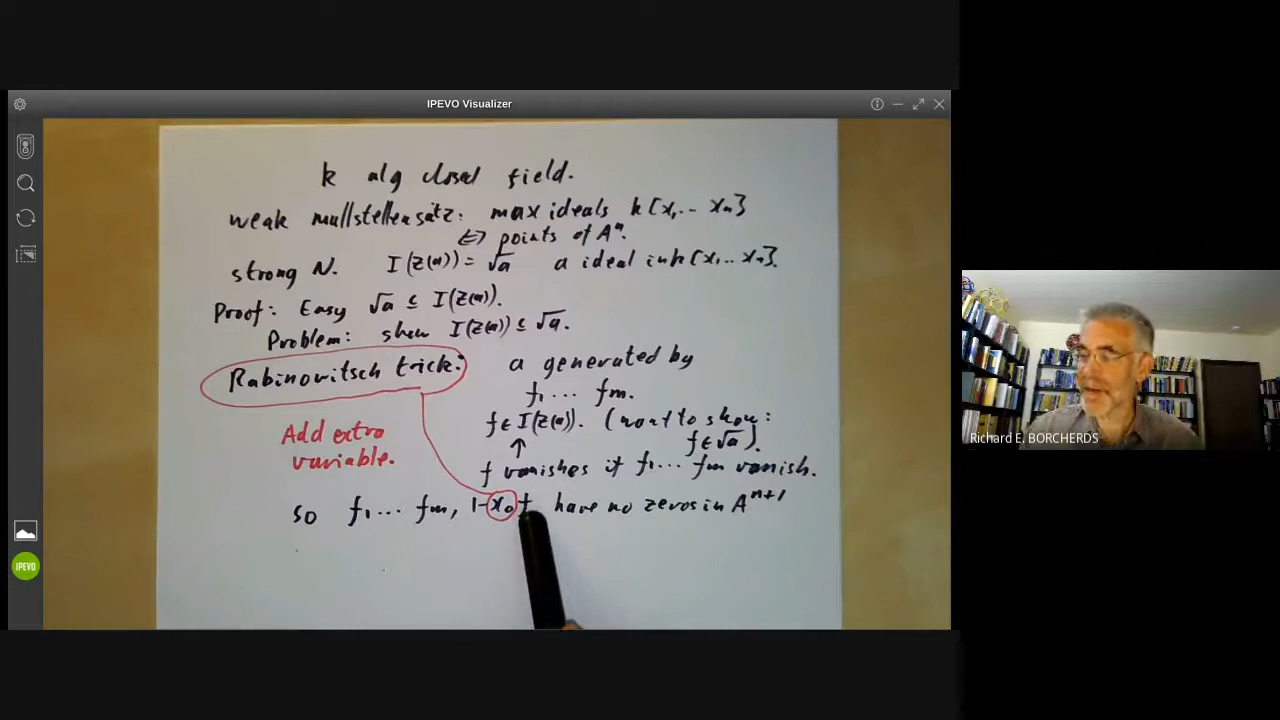 IPEVO Visualizer
k alg closed field.
weak nullstellensatz: max ideals k[x₁... xₙ]
⟺ points of Aⁿ.
strong N. I(Z(a)) = √a a ideal in k[x₁... xₙ].
Proof: Easy √a ⊆ I(Z(a)).
Problem: show I(Z(a)) ⊆ √a.
Rabinowitsch trick: a generated by
f₁... fm.
Add extra variable.
f ∈ I(Z(a)). (want to show:
f ∈ √a).
↑
f vanishes if f₁... fm vanish.
so f₁... fm, 1-x₀f have no zeros in Aⁿ⁺¹
IPEVO
Richard E. BORCHERDS